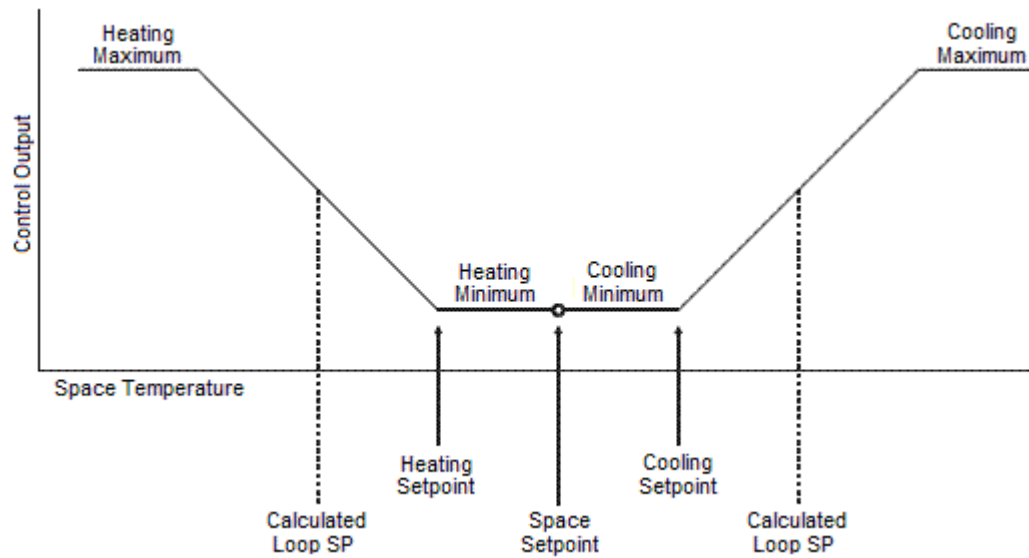 Heating
Maximum
Cooling
Maximum
Control Output
Heating
Minimum
Cooling
Minimum
Space Temperature
Heating
Setpoint
Cooling
Setpoint
Calculated
Loop SP
Space
Setpoint
Calculated
Loop SP